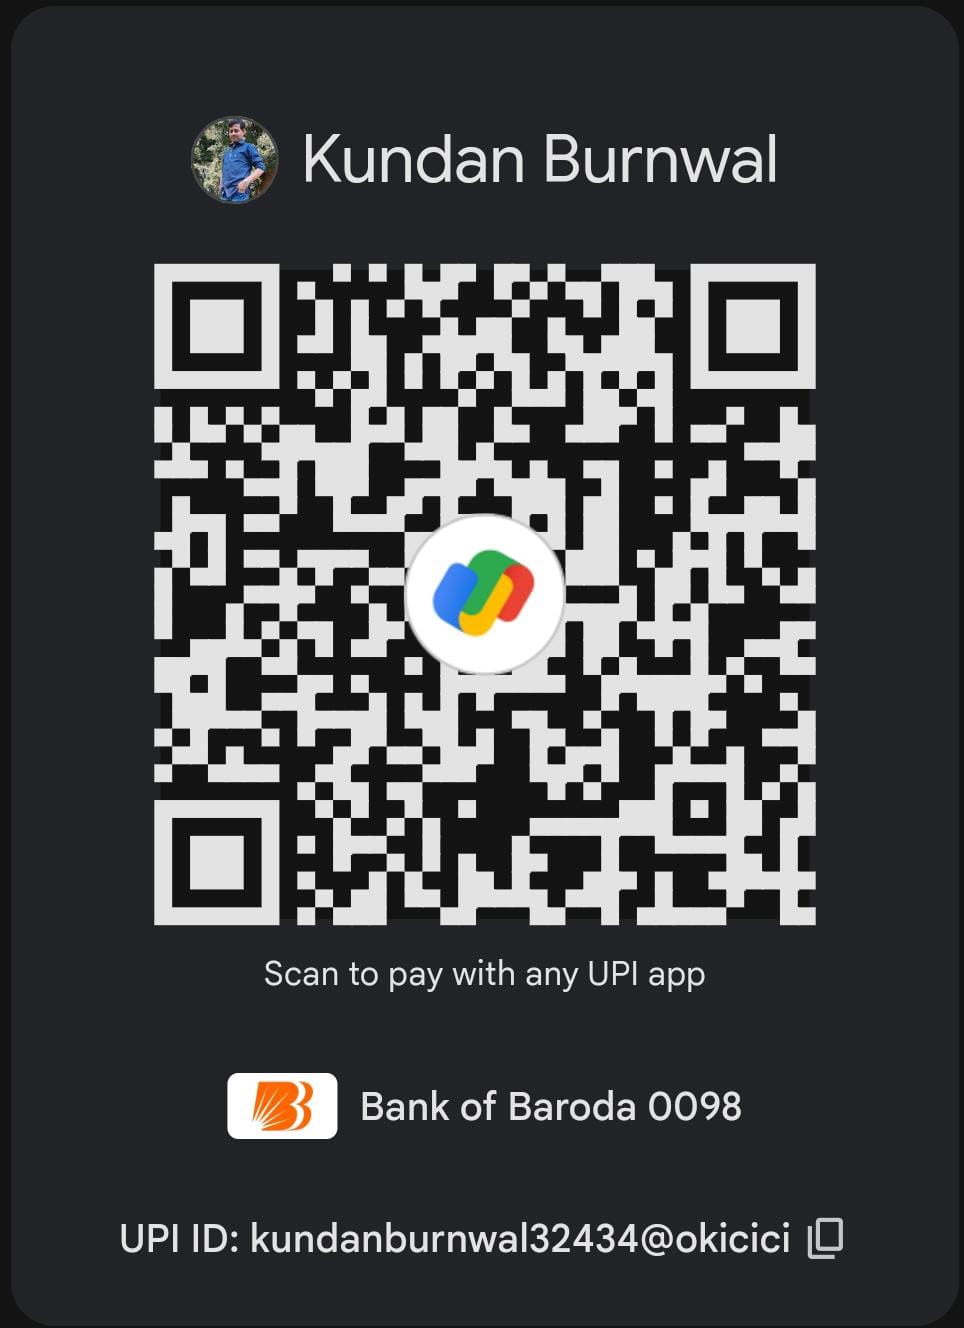 Kundan Burnwal
Scan to pay with any UPI app
Bank of Baroda 0098
UPI ID: kundanburnwal32434@okicici